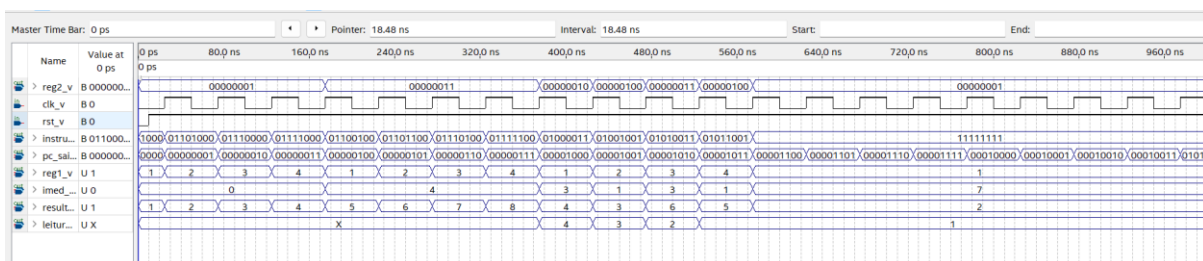 Master Time Bar: 0 ps Pointer: 18.48 ns Interval: 18.48 ns Start: End:
Name Value at 0 ps 0 ps 80,0 ns 160,0 ns 240,0 ns 320,0 ns 400,0 ns 480,0 ns 560,0 ns 640,0 ns 720,0 ns 800,0 ns 880,0 ns 960,0 ns
0 ps
reg2_v B 000000... 00000001 00000011 00000010 00000100 00000011 00000100 00000001
clk_v B 0
rst_v B 0
instru... B 011000... 1000 01101000 01110000 01111000 01100100 01101100 01110100 01111100 01000011 01001001 01010011 01011001 11111111
pc_sai... B 000000... 0000 00000001 00000010 00000011 00000100 00000101 00000110 00000111 00001000 00001001 00001010 00001011 00001100 00001101 00001110 00001111 00010000 00010001 00010010 00010011 0101
reg1_v U 1 1 2 3 4 1 2 3 4 1 2 3 4 1
imed_... U 0 0 4 3 1 3 1 7
result... U 1 1 2 3 4 5 6 7 8 4 3 6 5 2
leitur... U X X 4 3 2 1